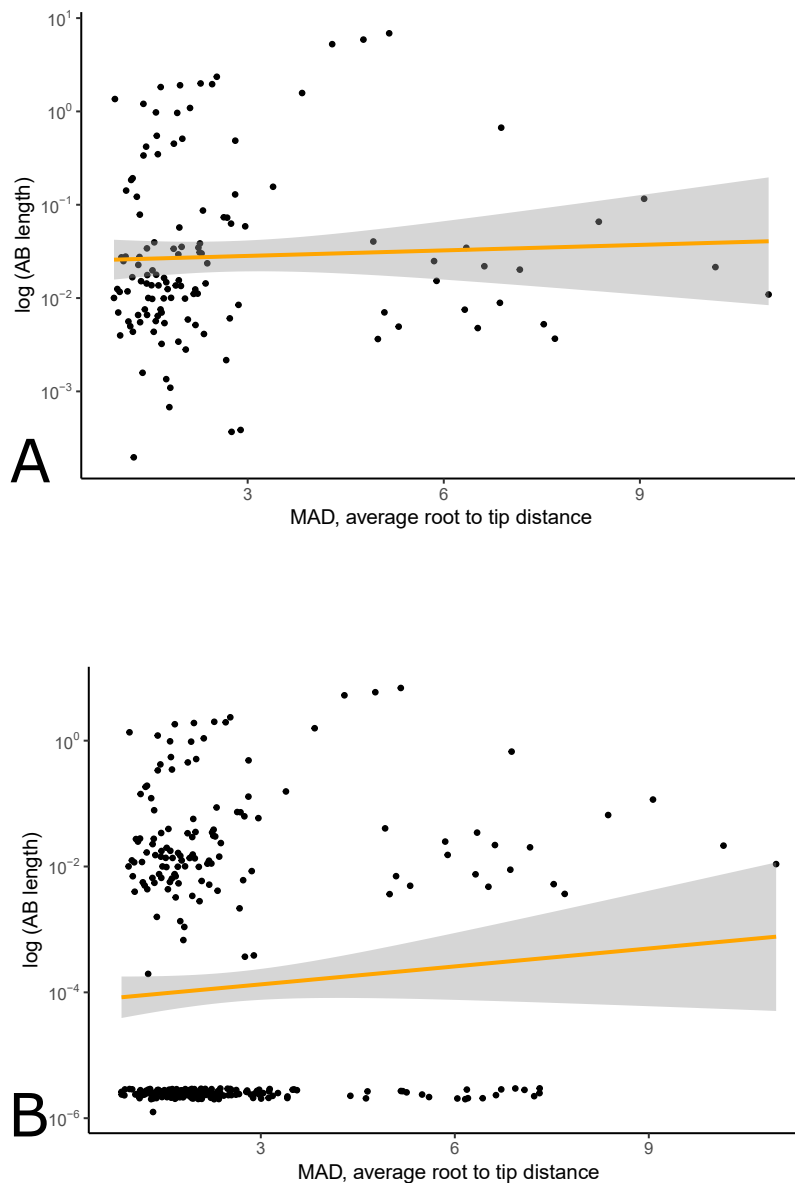 10¹
10⁰
10⁻¹
10⁻²
10⁻³
log (AB length)
A
3 6 9
MAD, average root to tip distance
10⁰
10⁻²
10⁻⁴
10⁻⁶
log (AB length)
B
3 6 9
MAD, average root to tip distance